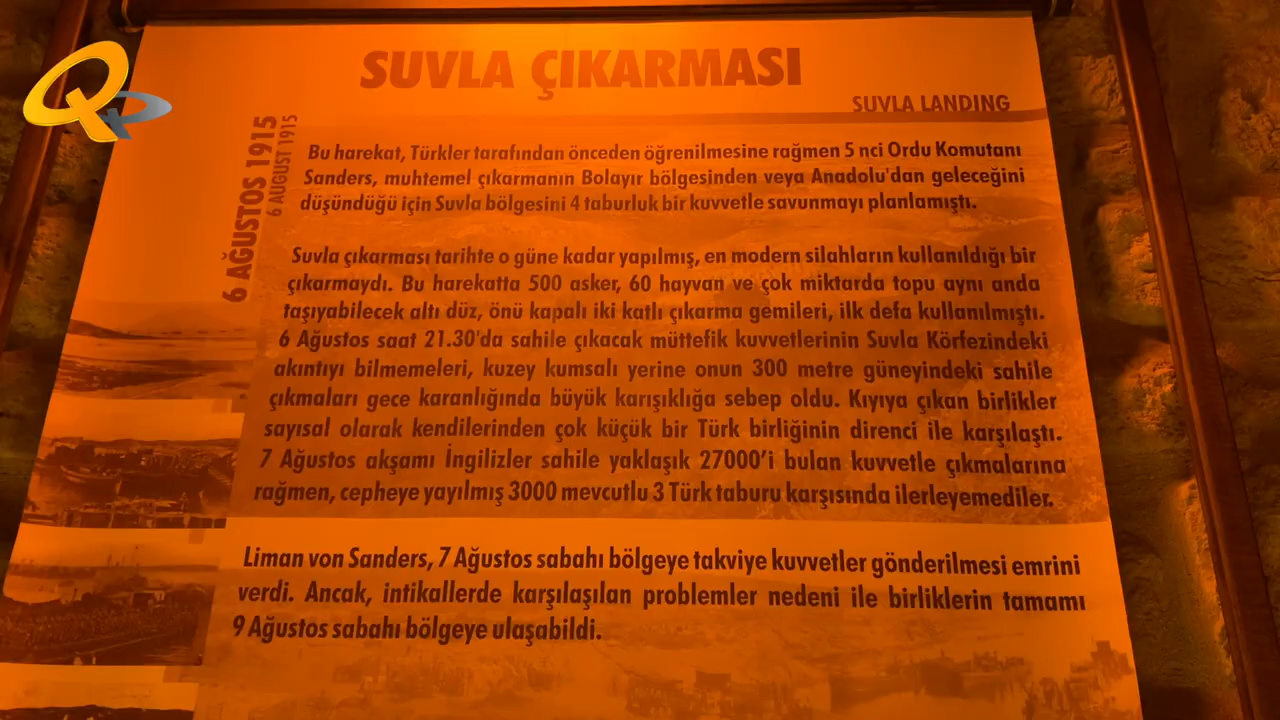 SUVLA ÇIKARMASI
SUVLA LANDING
6 AĞUSTOS 1915
6 AUGUST 1915
Bu harekat, Türkler tarafından önceden öğrenilmesine rağmen 5 nci Ordu Komutanı
Sanders, muhtemel çıkarmanın Bolayır bölgesinden veya Anadolu'dan geleceğini
düşündüğü için Suvla bölgesini 4 taburluk bir kuvvetle savunmayı planlamıştı.
Suvla çıkarması tarihte o güne kadar yapılmış, en modern silahların kullanıldığı bir
çıkarmaydı. Bu harekatta 500 asker, 60 hayvan ve çok miktarda topu aynı anda
taşıyabilecek altı düz, önü kapalı iki katlı çıkarma gemileri, ilk defa kullanılmıştı.
6 Ağustos saat 21.30'da sahile çıkacak müttefik kuvvetlerinin Suvla Körfezindeki
akıntıyı bilmemeleri, kuzey kumsalı yerine onun 300 metre güneyindeki sahile
çıkmaları gece karanlığında büyük karışıklığa sebep oldu. Kıyıya çıkan birlikler
sayısal olarak kendilerinden çok küçük bir Türk birliğinin direnci ile karşılaştı.
7 Ağustos akşamı İngilizler sahile yaklaşık 27000'i bulan kuvvetle çıkmalarına
rağmen, cepheye yayılmış 3000 mevcutlu 3 Türk taburu karşısında ilerleyemediler.
Liman von Sanders, 7 Ağustos sabahı bölgeye takviye kuvvetler gönderilmesi emrini
verdi. Ancak, intikallerde karşılaşılan problemler nedeni ile birliklerin tamamı
9 Ağustos sabahı bölgeye ulaşabildi.